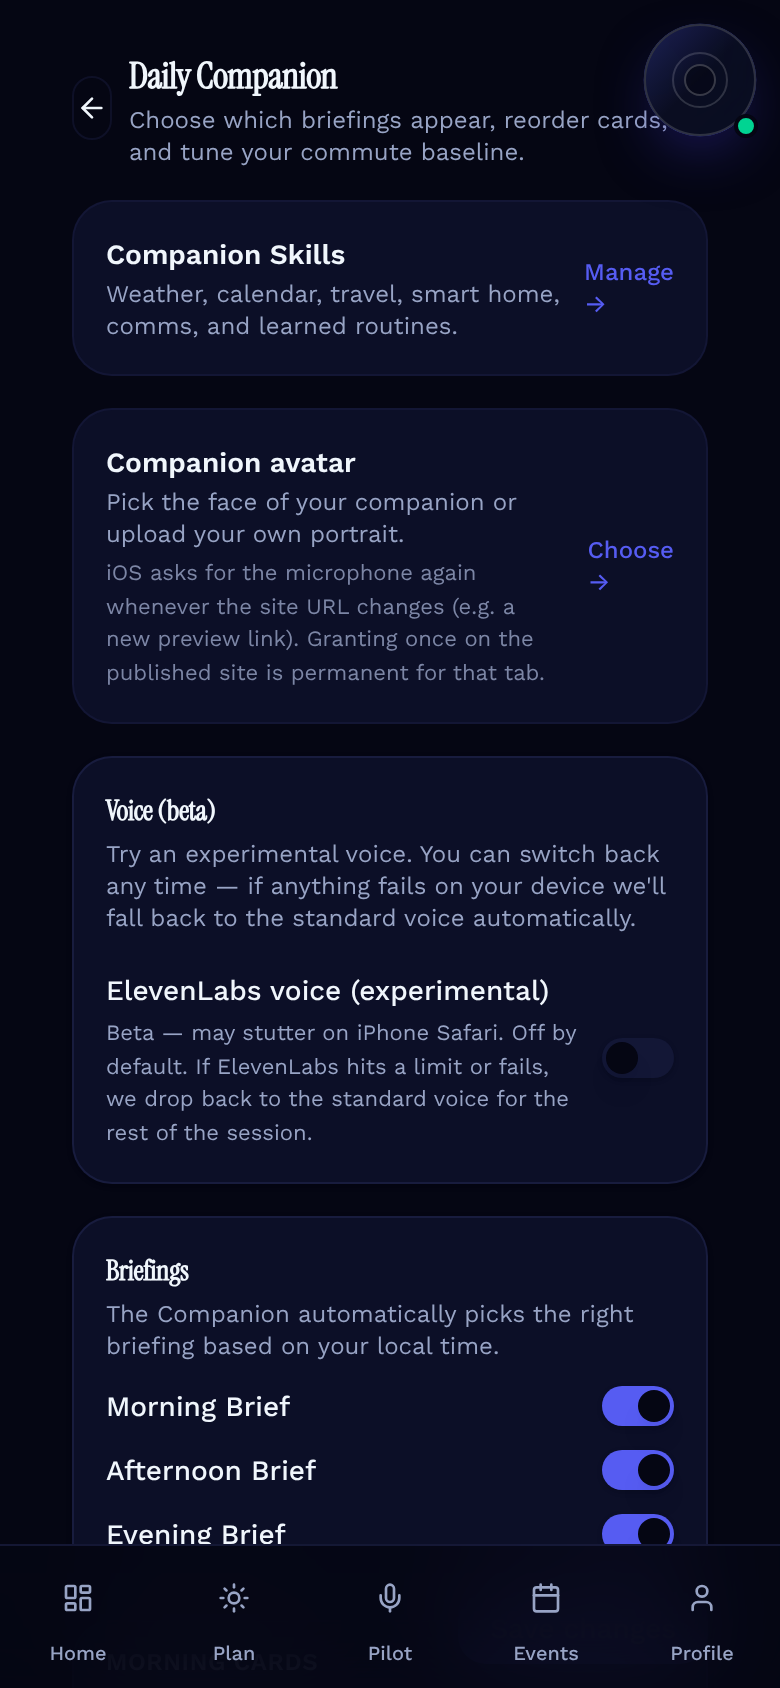 Daily Companion
Choose which briefings appear, reorder cards,
and tune your commute baseline.
Companion Skills
Weather, calendar, travel, smart home,
comms, and learned routines.
Manage
→
Companion avatar
Pick the face of your companion or
upload your own portrait.
iOS asks for the microphone again
whenever the site URL changes (e.g. a
new preview link). Granting once on the
published site is permanent for that tab.
Choose
→
Voice (beta)
Try an experimental voice. You can switch back
any time — if anything fails on your device we'll
fall back to the standard voice automatically.
ElevenLabs voice (experimental)
Beta — may stutter on iPhone Safari. Off by
default. If ElevenLabs hits a limit or fails,
we drop back to the standard voice for the
rest of the session.
Briefings
The Companion automatically picks the right
briefing based on your local time.
Morning Brief
Afternoon Brief
Evening Brief
MORNING CARDS
Home
Plan
Pilot
Events
Profile